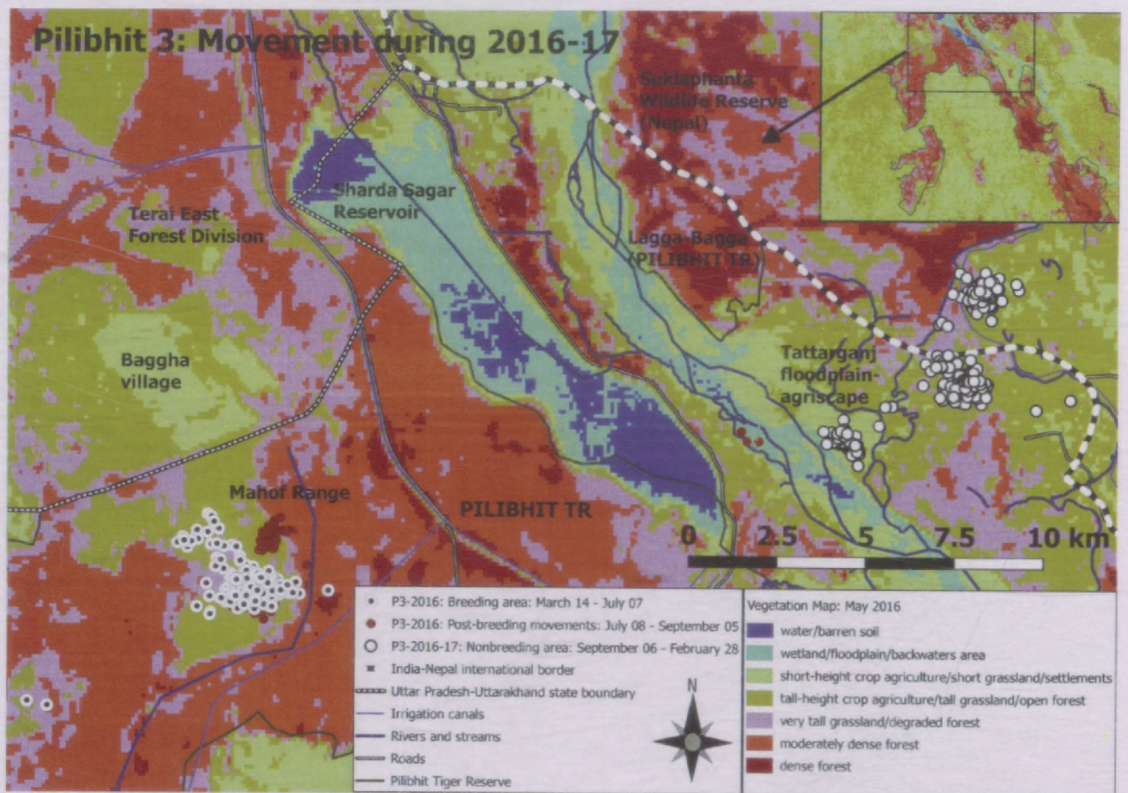 Pilibhit 3: Movement during 2016-17
Suklaphanta
Wildlife Reserve
(Nepal)
Sharda Sagar
Reservoir
Terai East
Forest Division
Lagga-Bagga
(PILIBHIT TR)
Baggha
village
Tattarganj
floodplain-
agriscape
Mahof Range
PILIBHIT TR
0 2.5 5 7.5 10 km
P3-2016: Breeding area: March 14 - July 07
P3-2016: Post-breeding movements: July 08 - September 05
P3-2016-17: Nonbreeding area: September 06 - February 28
India-Nepal international border
Uttar Pradesh-Uttarakhand state boundary
Irrigation canals
Rivers and streams
Roads
Pilibhit Tiger Reserve
N
Vegetation Map: May 2016
water/barren soil
wetland/floodplain/backwaters area
short-height crop agriculture/short grassland/settlements
tall-height crop agriculture/tall grassland/open forest
very tall grassland/degraded forest
moderately dense forest
dense forest